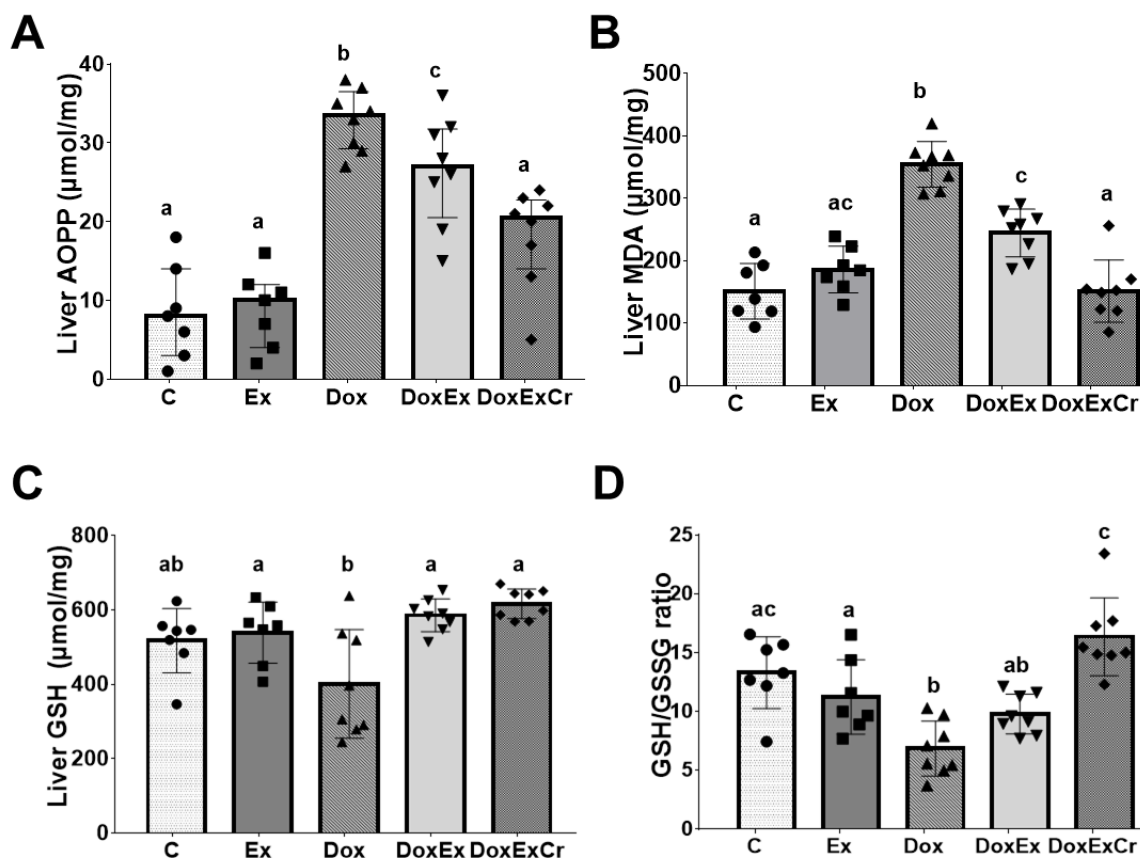 A
Liver AOPP (μmol/mg)
40
30
20
10
0
a
a
b
c
a
C Ex Dox DoxEx DoxExCr
B
Liver MDA (μmol/mg)
500
400
300
200
100
0
a
ac
b
c
a
C Ex Dox DoxEx DoxExCr
C
Liver GSH (μmol/mg)
800
600
400
200
0
ab
a
b
a
a
C Ex Dox DoxEx DoxExCr
D
GSH/GSSG ratio
25
20
15
10
5
0
ac
a
b
ab
c
C Ex Dox DoxEx DoxExCr